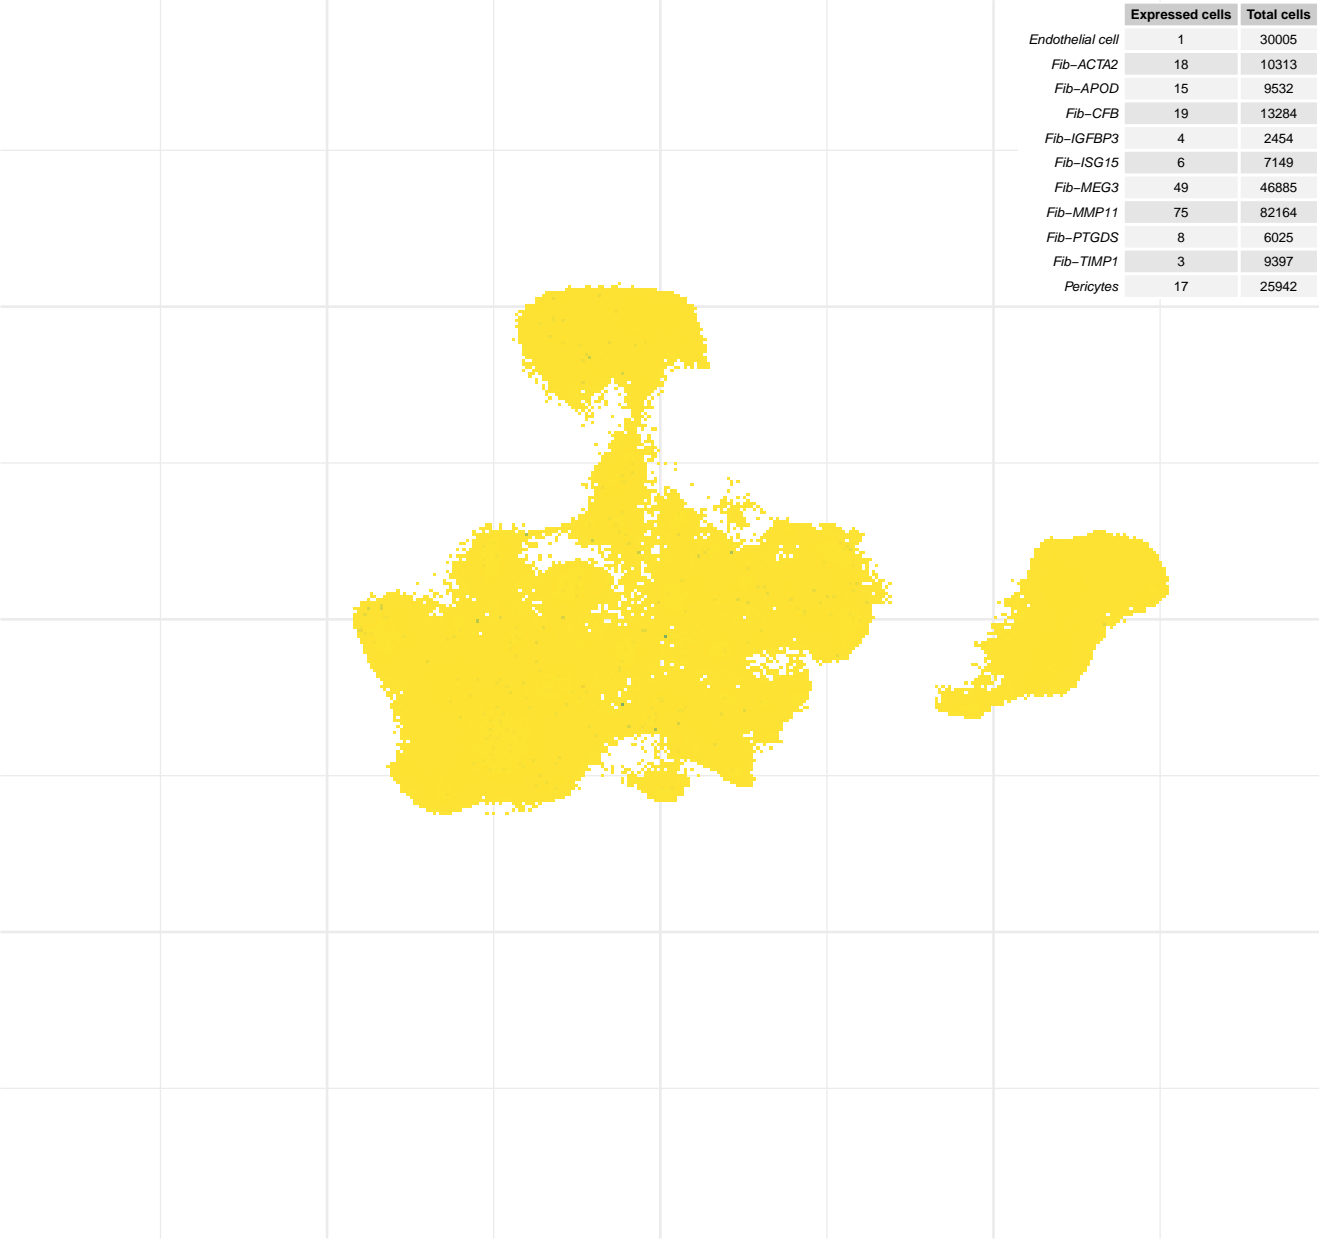 Expressed cells Total cells
Endothelial cell 1 30005
Fib−ACTA2 18 10313
Fib−APOD 15 9532
Fib−CFB 19 13284
Fib−IGFBP3 4 2454
Fib−ISG15 6 7149
Fib−MEG3 49 46885
Fib−MMP11 75 82164
Fib−PTGDS 8 6025
Fib−TIMP1 3 9397
Pericytes 17 25942